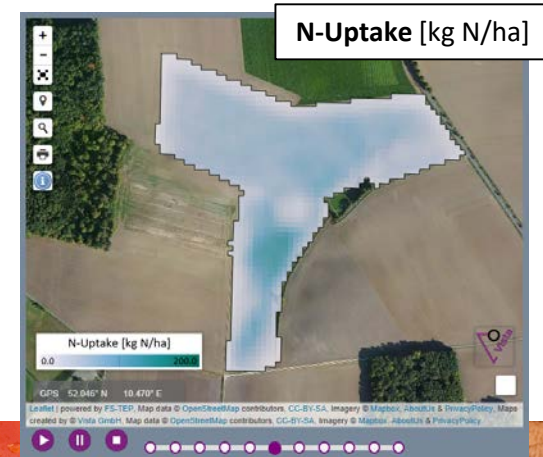 N-Uptake [kg N/ha]
+
-
i
N-Uptake [kg N/ha]
0.0 200.0
Vista
GPS 52.046° N 10.470° E
Leaflet | powered by FS-TEP, Map data © OpenStreetMap contributors, CC-BY-SA, Imagery © Mapbox, AboutUs & PrivacyPolicy, Maps
created by © Vista GmbH, Map data © OpenStreetMap contributors, CC-BY-SA, Imagery © Mapbox, AboutUs & PrivacyPolicy